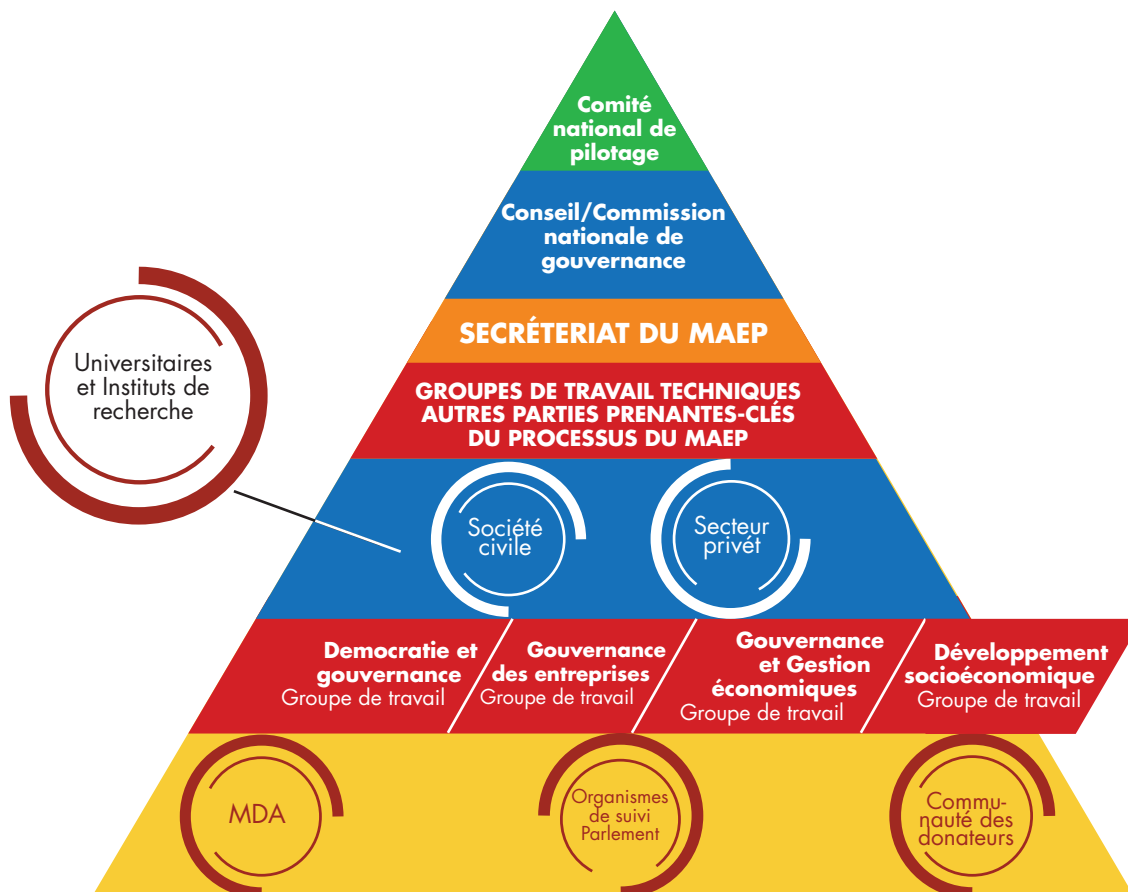 Comité
national de
pilotage
Conseil/Commission
nationale de
gouvernance
SECRÉTERIAT DU MAEP
GROUPES DE TRAVAIL TECHNIQUES
AUTRES PARTIES PRENANTES-CLÉS
DU PROCESSUS DU MAEP
Universitaires
et Instituts de
recherche
Société
civile
Secteur
privét
Democratie et
gouvernance
Groupe de travail
Gouvernance
des entreprises
Groupe de travail
Gouvernance
et Gestion
économiques
Groupe de travail
Développement
socioéconomique
Groupe de travail
MDA
Organismes
de suivi
Parlement
Commu-
nauté des
donateurs